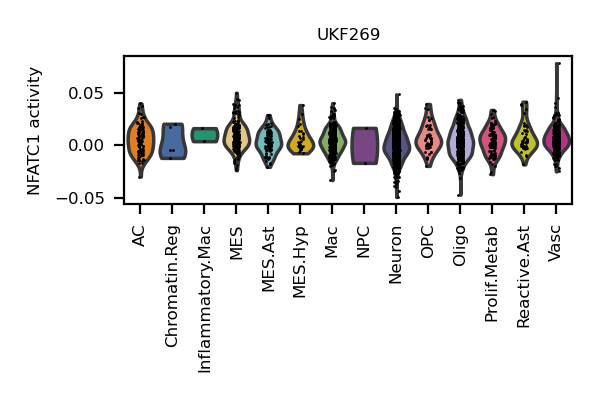 UKF269
NFATC1 activity
0.05
0.00
−0.05
AC
Chromatin.Reg
Inflammatory.Mac
MES
MES.Ast
MES.Hyp
Mac
NPC
Neuron
OPC
Oligo
Prolif.Metab
Reactive.Ast
Vasc